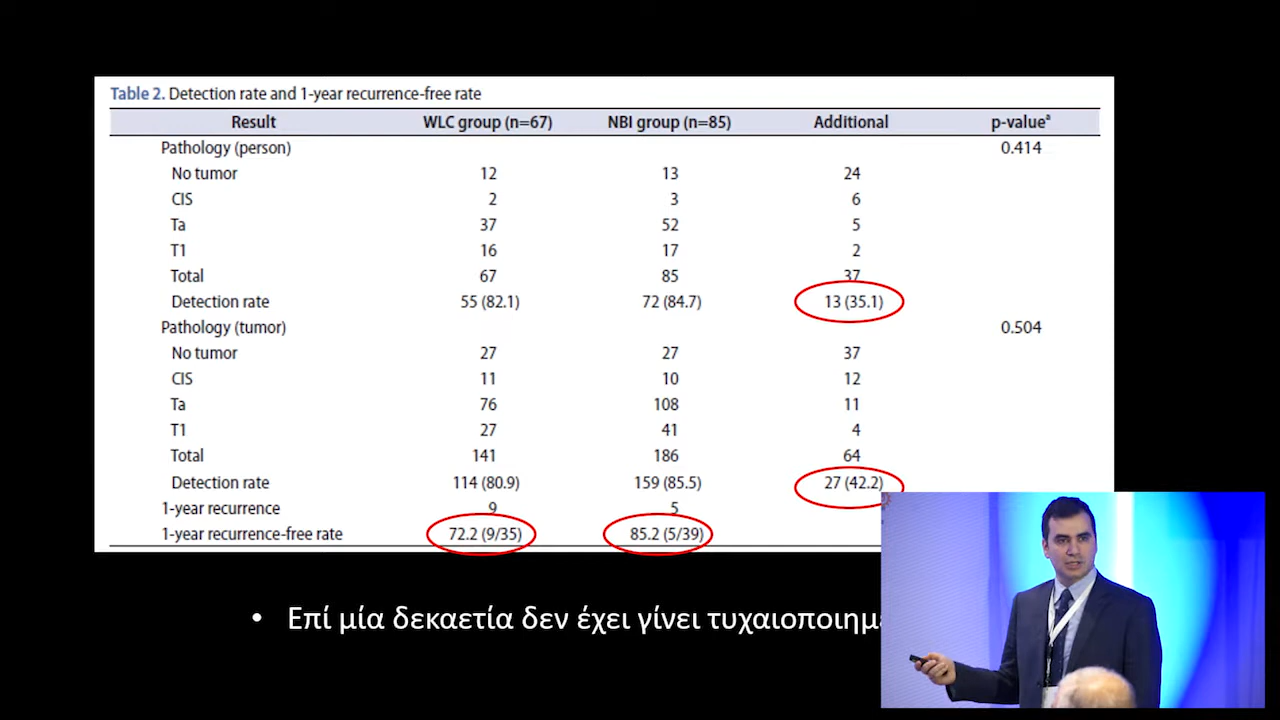 Table 2. Detection rate and 1-year recurrence-free rate
Result WLC group (n=67) NBI group (n=85) Additional p-valueª
Pathology (person) 0.414
No tumor 12 13 24
CIS 2 3 6
Ta 37 52 5
T1 16 17 2
Total 67 85 37
Detection rate 55 (82.1) 72 (84.7) 13 (35.1)
Pathology (tumor) 0.504
No tumor 27 27 37
CIS 11 10 12
Ta 76 108 11
T1 27 41 4
Total 141 186 64
Detection rate 114 (80.9) 159 (85.5) 27 (42.2)
1-year recurrence 9 5
1-year recurrence-free rate 72.2 (9/35) 85.2 (5/39)
• Επί μία δεκαετία δεν έχει γίνει